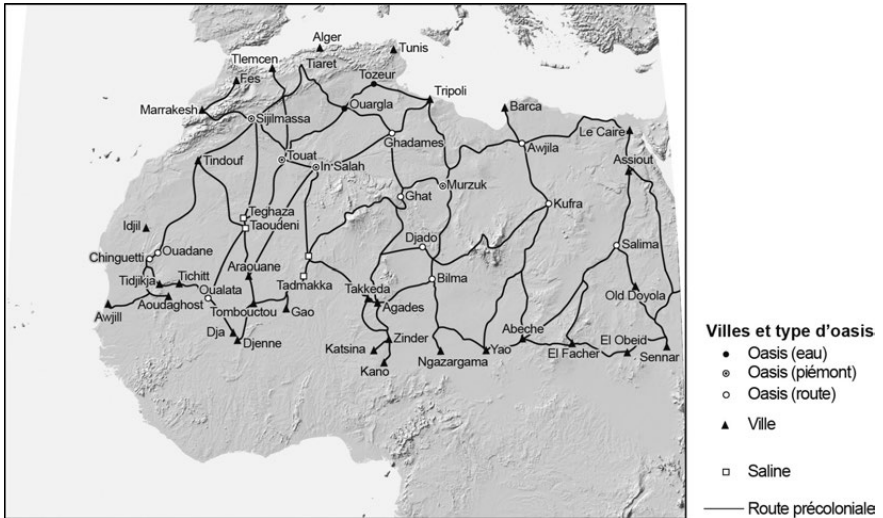 Alger
Tunis
Tlemcen
Tiaret
Fes
Tozeur
Marrakesh
Ouargla
Tripoli
Barca
Sijilmassa
Le Caire
Ghadames
Awjila
Tindouf
Touat
In-Salah
Assiout
Ghat
Murzuk
Kufra
Teghaza
Taoudeni
Idjil
Djado
Salima
Chinguetti
Ouadane
Tidjikja
Tichitt
Araouane
Bilma
Oualata
Tadmakka
Takkeda
Old Doyola
Awjill
Aoudaghost
Tombouctou
Gao
Agades
Dja
Djenne
Zinder
Abeche
El Obeid
Katsina
Ngazargama
Yao
El Facher
Sennar
Kano
Villes et type d'oasis
Oasis (eau)
Oasis (piémont)
Oasis (route)
Ville
Saline
Route précoloniale